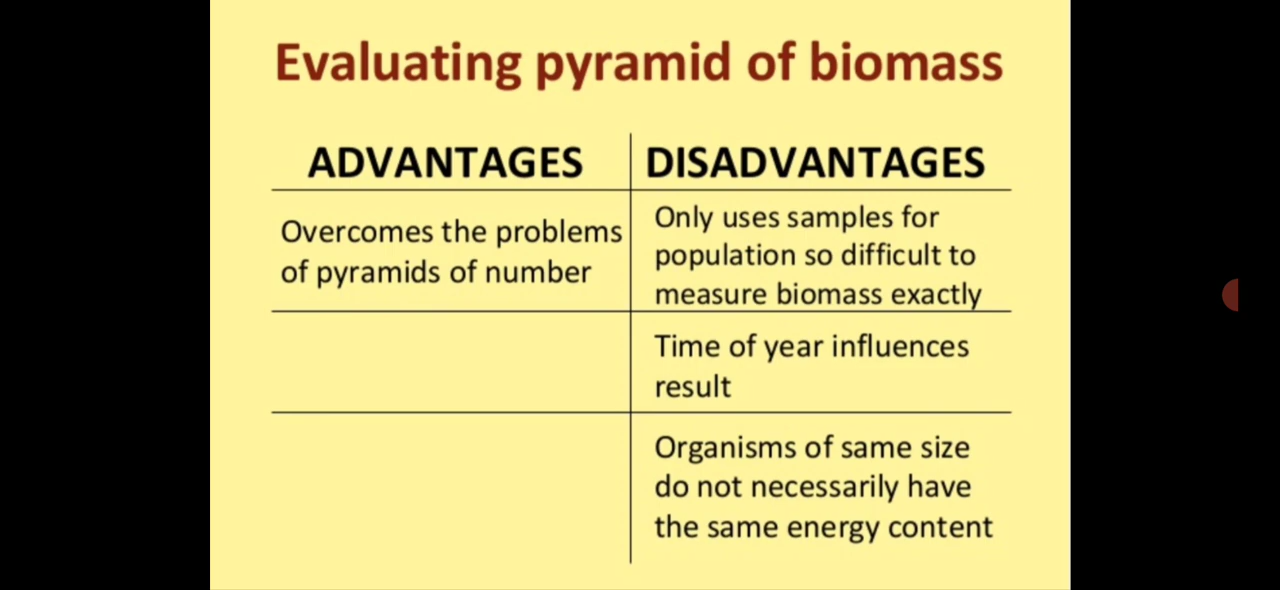 Evaluating pyramid of biomass
ADVANTAGES
DISADVANTAGES
Overcomes the problems
of pyramids of number
Only uses samples for
population so difficult to
measure biomass exactly
Time of year influences
result
Organisms of same size
do not necessarily have
the same energy content